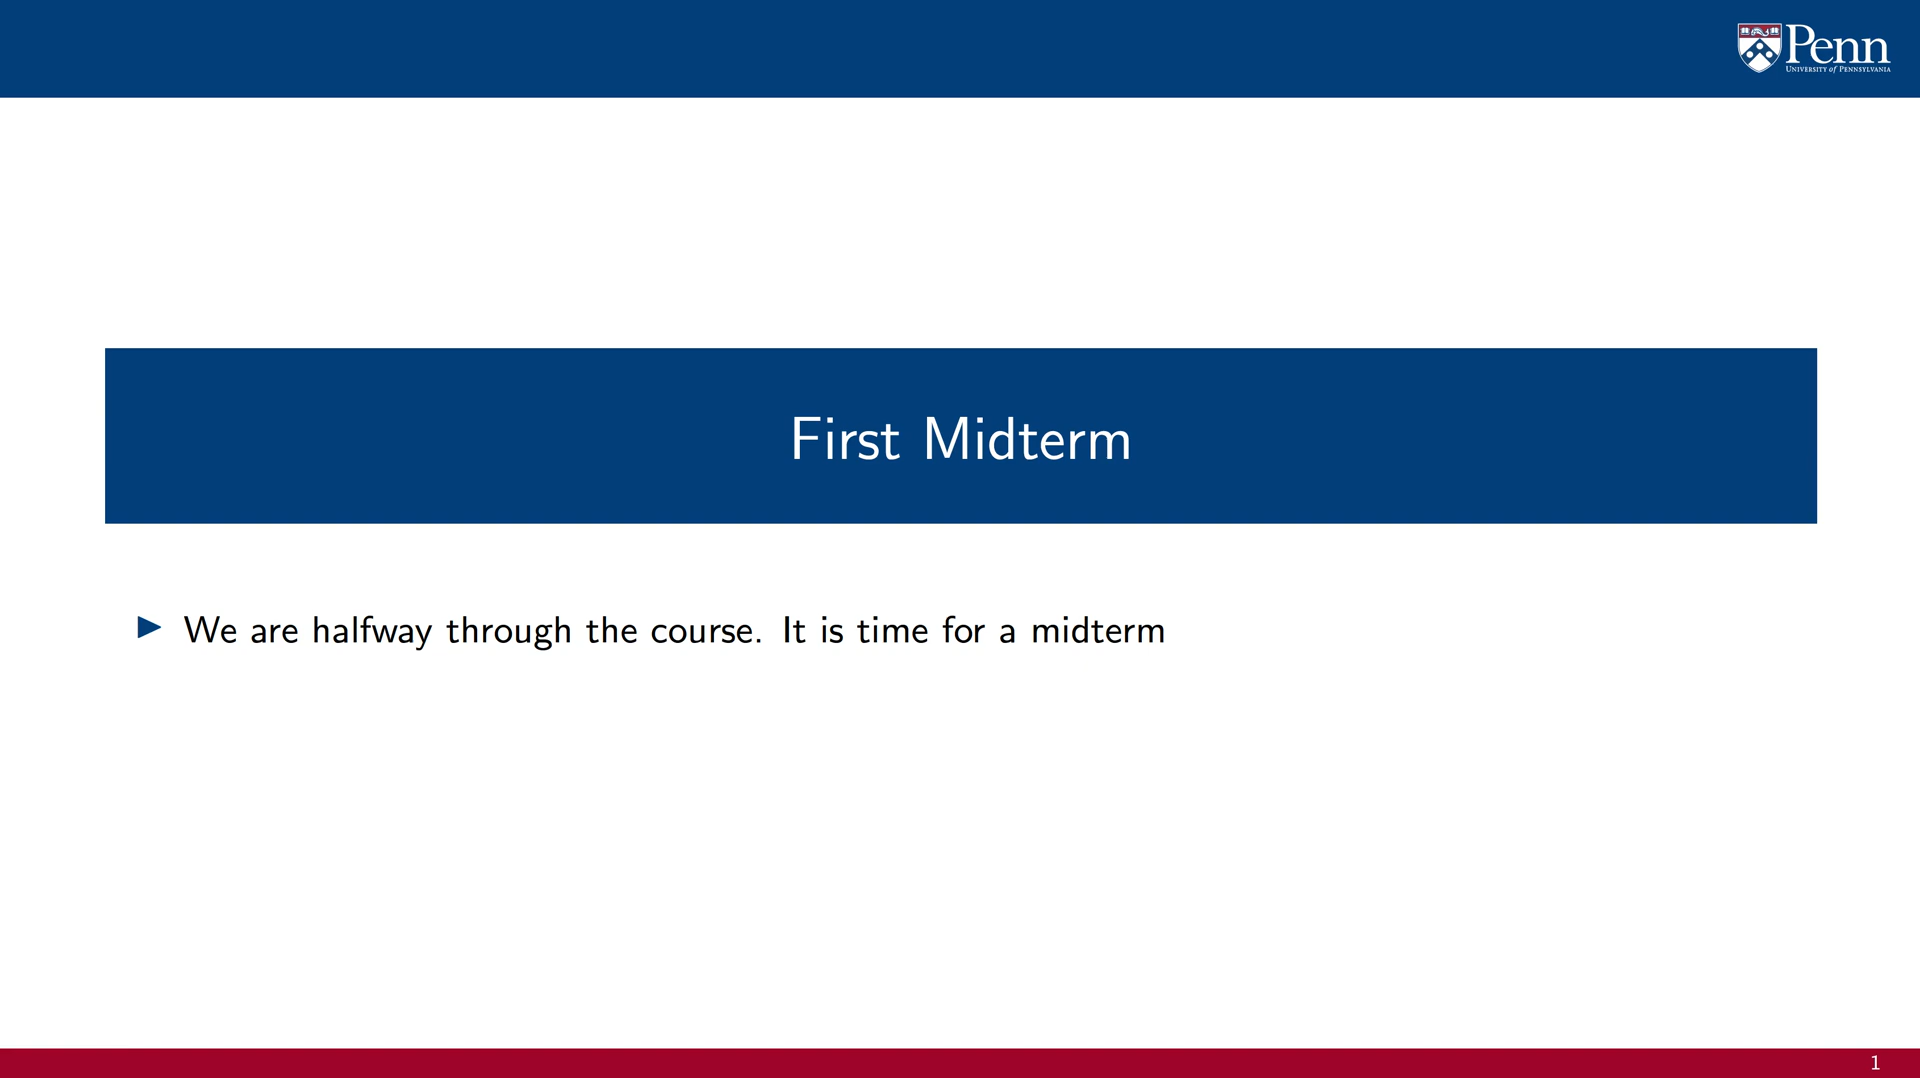 Penn
UNIVERSITY of PENNSYLVANIA
First Midterm
▶ We are halfway through the course. It is time for a midterm
1